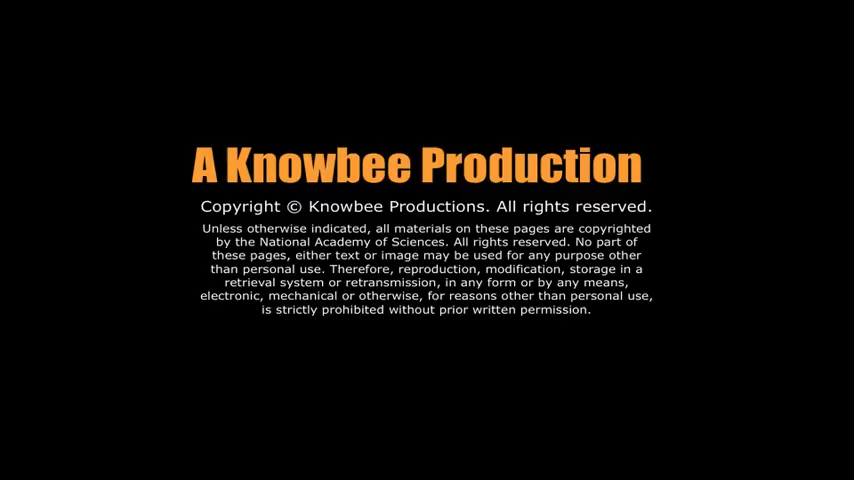 A Knowbee Production
Copyright © Knowbee Productions. All rights reserved.
Unless otherwise indicated, all materials on these pages are copyrighted
by the National Academy of Sciences. All rights reserved. No part of
these pages, either text or image may be used for any purpose other
than personal use. Therefore, reproduction, modification, storage in a
retrieval system or retransmission, in any form or by any means,
electronic, mechanical or otherwise, for reasons other than personal use,
is strictly prohibited without prior written permission.